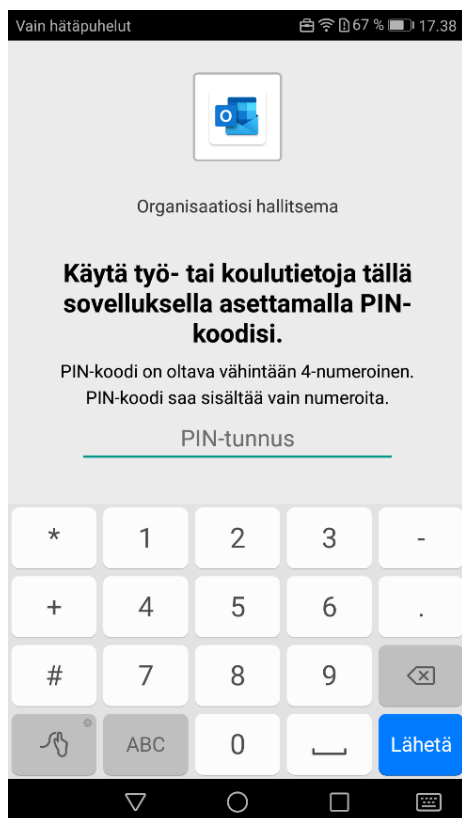 Vain hätäpuhelut 67 % 17.38
Organisaatiosi hallitsema
Käytä työ- tai koulutietoja tällä
sovelluksella asettamalla PIN-
koodisi.
PIN-koodi on oltava vähintään 4-numeroinen.
PIN-koodi saa sisältää vain numeroita.
PIN-tunnus
* 1 2 3 -
+ 4 5 6 .
# 7 8 9
ABC 0 Lähetä